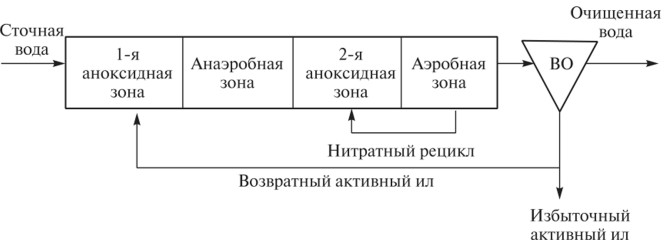 Сточная
вода
1-я
аноксидная
зона
Анаэробная
зона
2-я
аноксидная
зона
Аэробная
зона
ВО
Очищенная
вода
Нитратный рецикл
Возвратный активный ил
Избыточный
активный ил